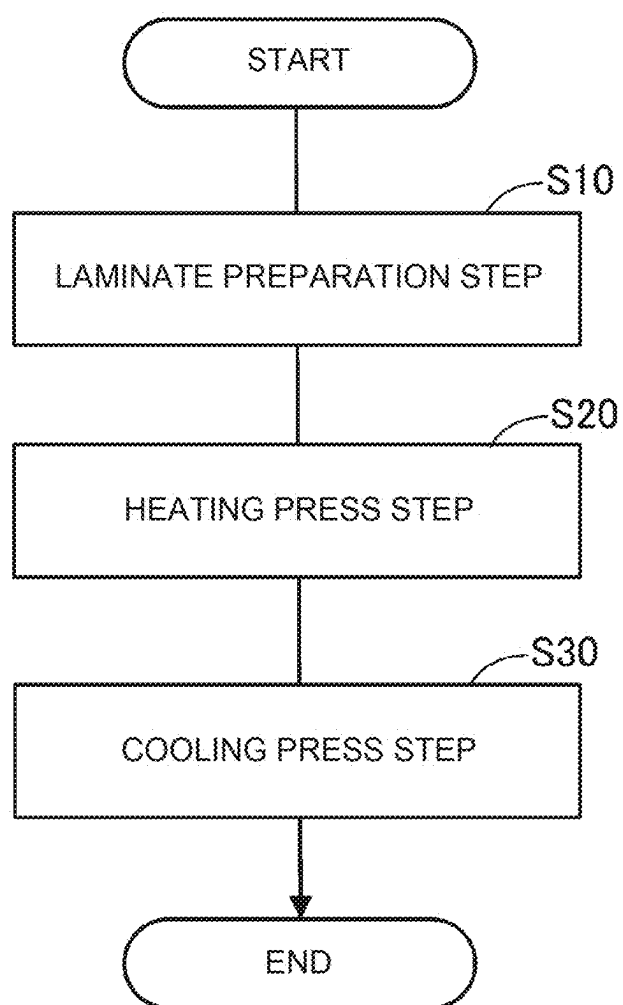 START
S10
LAMINATE PREPARATION STEP
S20
HEATING PRESS STEP
S30
COOLING PRESS STEP
END